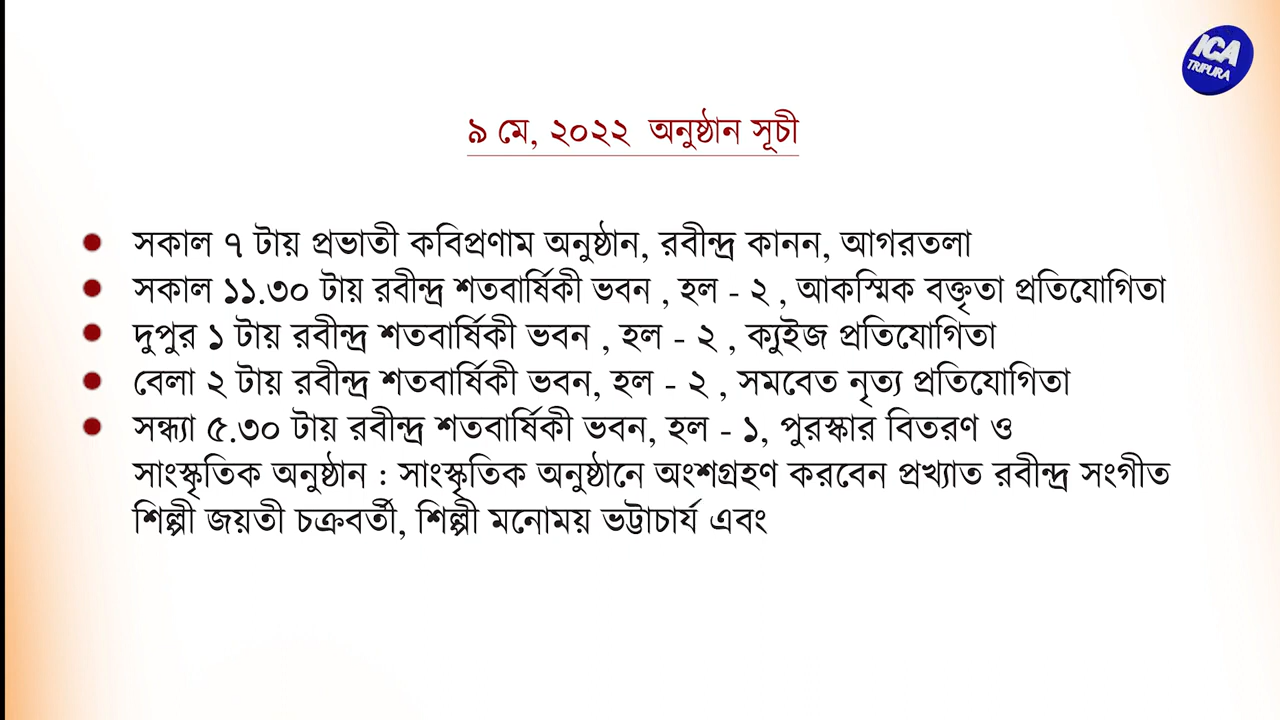 ICA
TRIPURA
৯ মে, ২০২২ অনুষ্ঠান সূচী
সকাল ৭ টায় প্রভাতী কবিপ্রণাম অনুষ্ঠান, রবীন্দ্র কানন, আগরতলা
সকাল ১১.৩০ টায় রবীন্দ্র শতবার্ষিকী ভবন , হল - ২ , আকস্মিক বক্তৃতা প্রতিযোগিতা
দুপুর ১ টায় রবীন্দ্র শতবার্ষিকী ভবন , হল - ২ , ক্যুইজ প্রতিযোগিতা
বেলা ২ টায় রবীন্দ্র শতবার্ষিকী ভবন, হল - ২ , সমবেত নৃত্য প্রতিযোগিতা
সন্ধ্যা ৫.৩০ টায় রবীন্দ্র শতবার্ষিকী ভবন, হল - ১, পুরস্কার বিতরণ ও
সাংস্কৃতিক অনুষ্ঠান : সাংস্কৃতিক অনুষ্ঠানে অংশগ্রহণ করবেন প্রখ্যাত রবীন্দ্র সংগীত
শিল্পী জয়তী চক্রবর্তী, শিল্পী মনোময় ভট্টাচার্য এবং